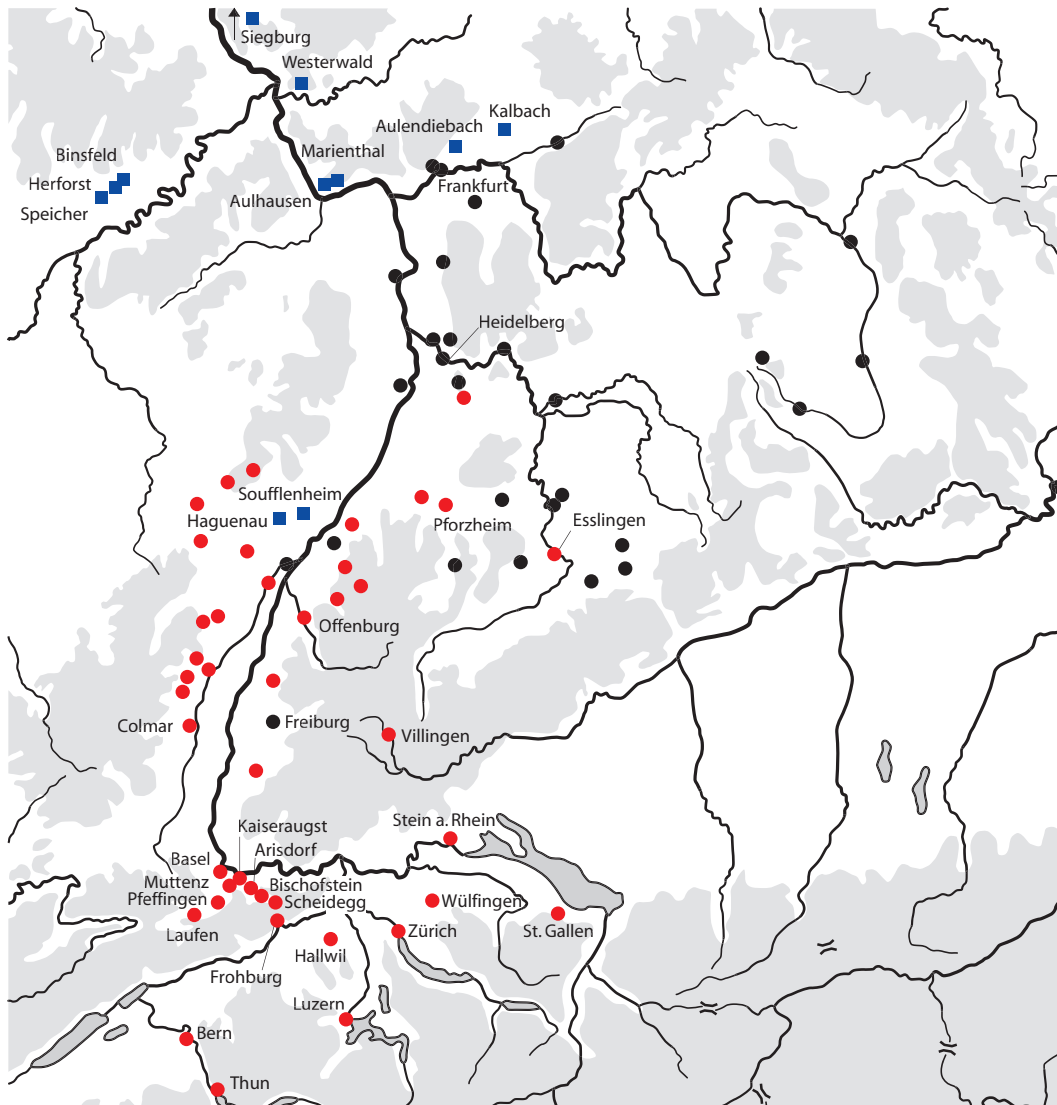 Siegburg
Westerwald
Kalbach
Aulendiebach
Marienthal
Binsfeld
Herforst
Speicher
Aulhausen
Frankfurt
Heidelberg
Soufflenheim
Haguenau
Pforzheim
Esslingen
Offenburg
Colmar
Freiburg
Villingen
Stein a. Rhein
Kaiseraugst
Arisdorf
Basel
Muttenz
Bischofstein
Pfeffingen
Scheidegg
Wülfingen
Laufen
Zürich
St. Gallen
Hallwil
Frohburg
Luzern
Bern
Thun